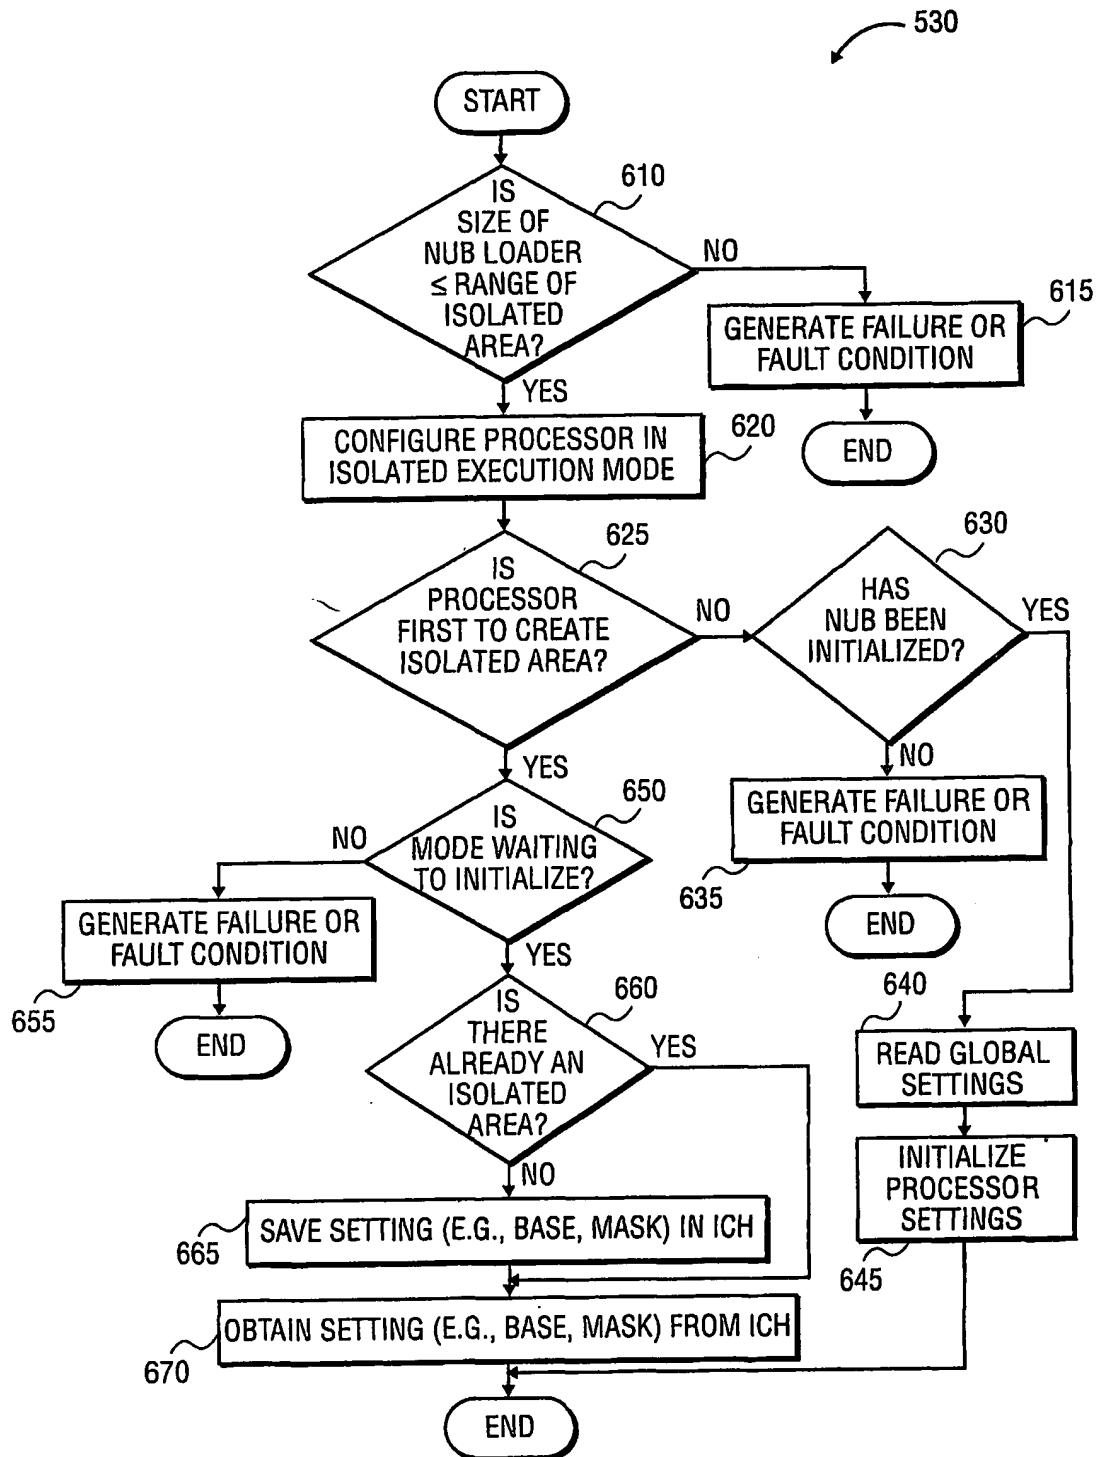 530
START
610
IS
SIZE OF
NUB LOADER
≤ RANGE OF
ISOLATED
AREA?
NO
615
GENERATE FAILURE OR
FAULT CONDITION
END
YES
620
CONFIGURE PROCESSOR IN
ISOLATED EXECUTION MODE
625
IS
PROCESSOR
FIRST TO CREATE
ISOLATED AREA?
NO
630
HAS
NUB BEEN
INITIALIZED?
YES
NO
GENERATE FAILURE OR
FAULT CONDITION
635
END
YES
650
IS
MODE WAITING
TO INITIALIZE?
NO
GENERATE FAILURE OR
FAULT CONDITION
655
END
YES
660
IS
THERE
ALREADY AN
ISOLATED
AREA?
YES
640
READ GLOBAL
SETTINGS
INITIALIZE
PROCESSOR
SETTINGS
645
NO
SAVE SETTING (E.G., BASE, MASK) IN ICH
665
OBTAIN SETTING (E.G., BASE, MASK) FROM ICH
670
END